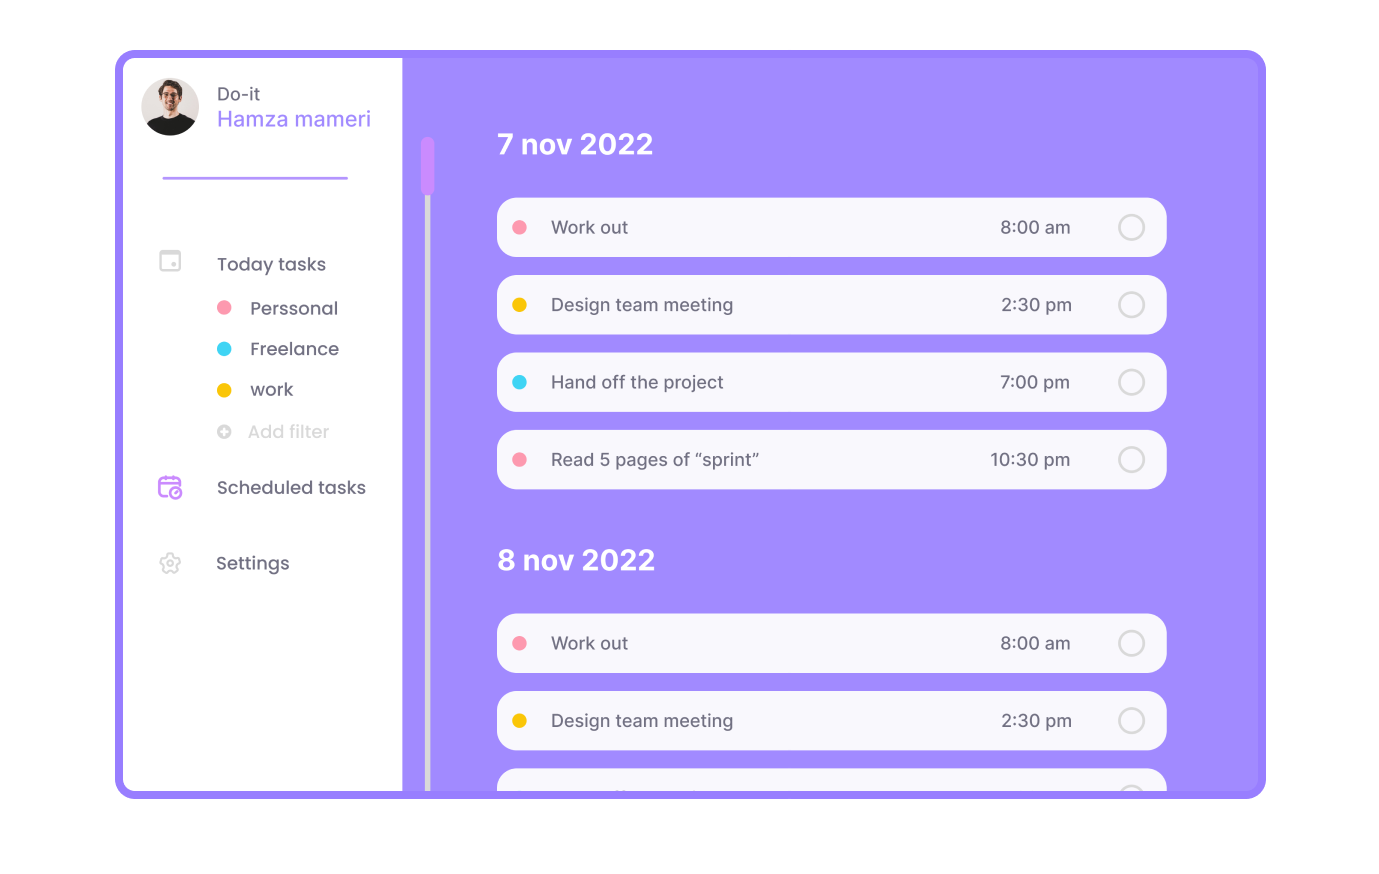 Do-it
Hamza mameri
Today tasks
Perssonal
Freelance
work
Add filter
Scheduled tasks
Settings
7 nov 2022
Work out 8:00 am
Design team meeting 2:30 pm
Hand off the project 7:00 pm
Read 5 pages of “sprint” 10:30 pm
8 nov 2022
Work out 8:00 am
Design team meeting 2:30 pm